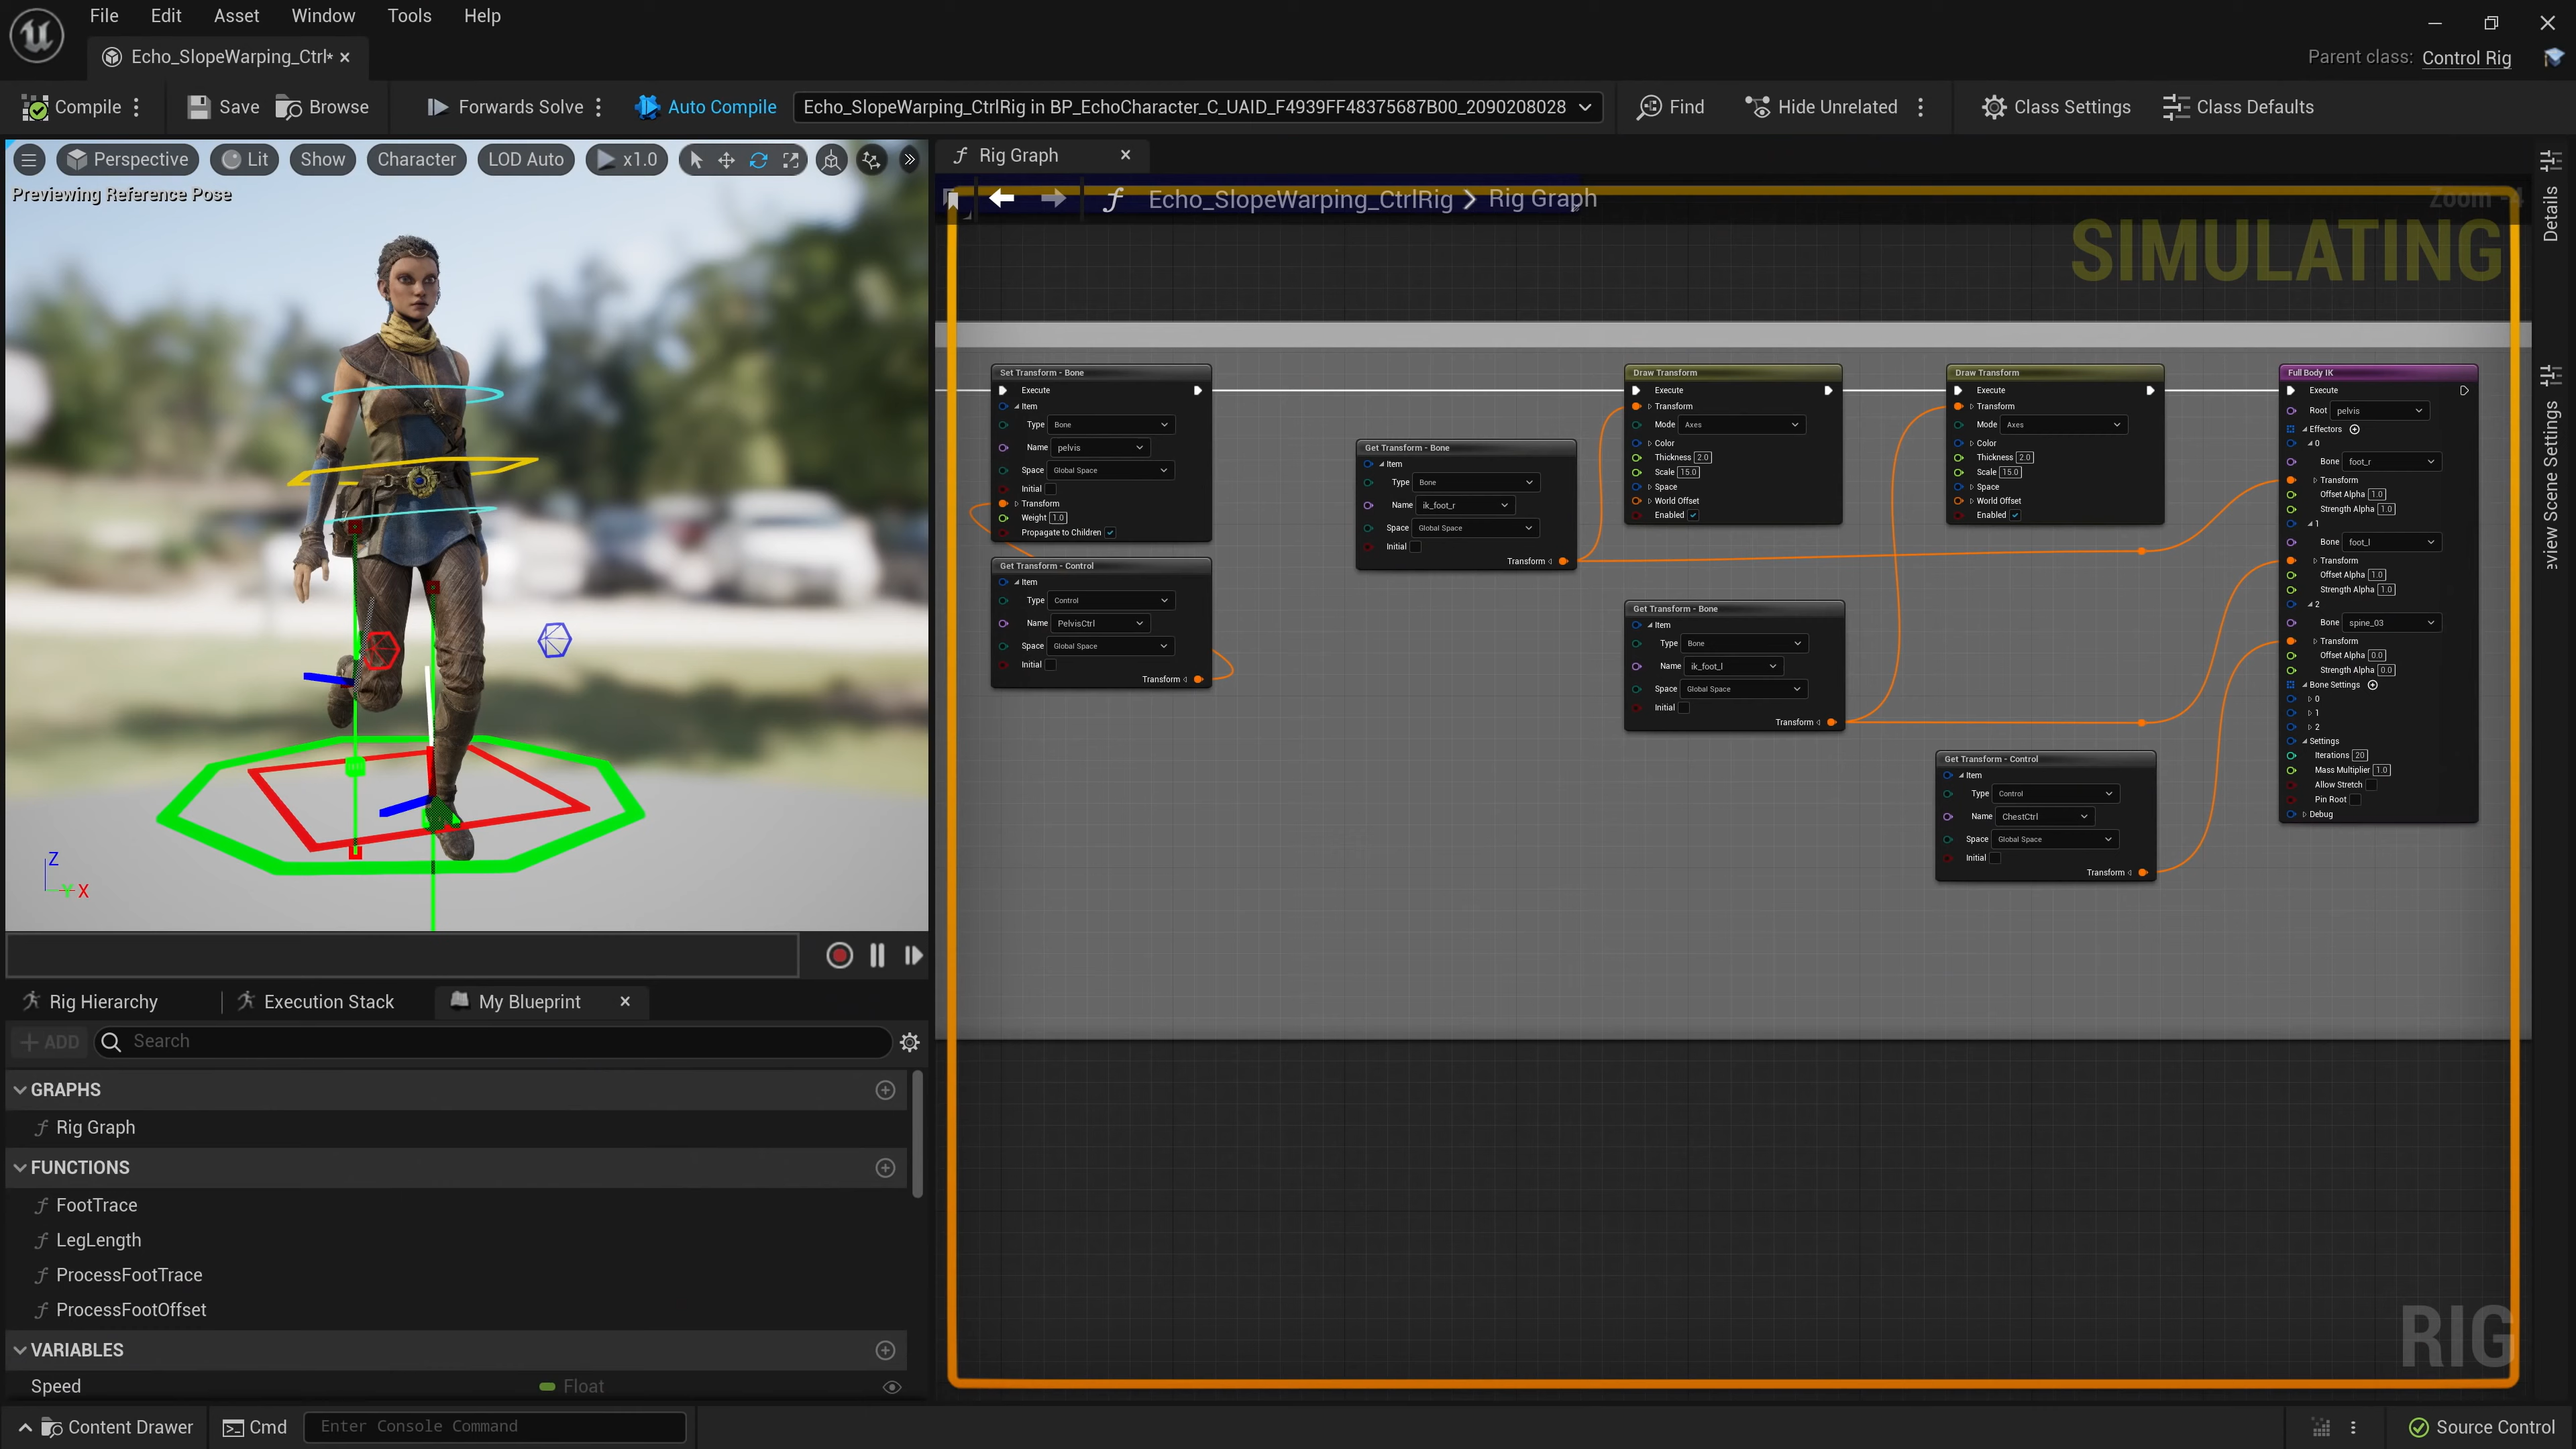 File Edit Asset Window Tools Help
Echo_SlopeWarping_Ctrl*
Parent class: Control Rig
Compile Save Browse Forwards Solve Auto Compile Echo_SlopeWarping_CtrlRig in BP_EchoCharacter_C_UAID_F4939FF48375687B00_2090208028 Find Hide Unrelated Class Settings Class Defaults
Perspective Lit Show Character LOD Auto x1.0
Previewing Reference Pose
Z
Y X
Rig Graph
Echo_SlopeWarping_CtrlRig > Rig Graph
Zoom -4
SIMULATING
Set Transform - Bone
Execute
Item
Type Bone
Name pelvis
Space Global Space
Initial
Transform
Weight 1.0
Propagate to Children
Get Transform - Control
Item
Type Control
Name PelvisCtrl
Space Global Space
Initial
Transform
Get Transform - Bone
Item
Type Bone
Name ik_foot_r
Space Global Space
Initial
Transform
Draw Transform
Execute
Transform
Mode Axes
Color
Thickness 2.0
Scale 15.0
Space
World Offset
Enabled
Get Transform - Bone
Item
Type Bone
Name ik_foot_l
Space Global Space
Initial
Transform
Draw Transform
Execute
Transform
Mode Axes
Color
Thickness 2.0
Scale 15.0
Space
World Offset
Enabled
Get Transform - Control
Item
Type Control
Name ChestCtrl
Space Global Space
Initial
Transform
Full Body IK
Execute
Root pelvis
Effectors
0
Bone foot_r
Transform
Offset Alpha 1.0
Strength Alpha 1.0
1
Bone foot_l
Transform
Offset Alpha 1.0
Strength Alpha 1.0
2
Bone spine_03
Transform
Offset Alpha 0.0
Strength Alpha 0.0
Bone Settings
0
1
2
Settings
Iterations 20
Mass Multiplier 1.0
Allow Stretch
Pin Root
Debug
RIG
Details
eview Scene Settings
Rig Hierarchy Execution Stack My Blueprint
ADD Search
GRAPHS
Rig Graph
FUNCTIONS
FootTrace
LegLength
ProcessFootTrace
ProcessFootOffset
VARIABLES
Speed Float
Content Drawer Cmd Enter Console Command Source Control